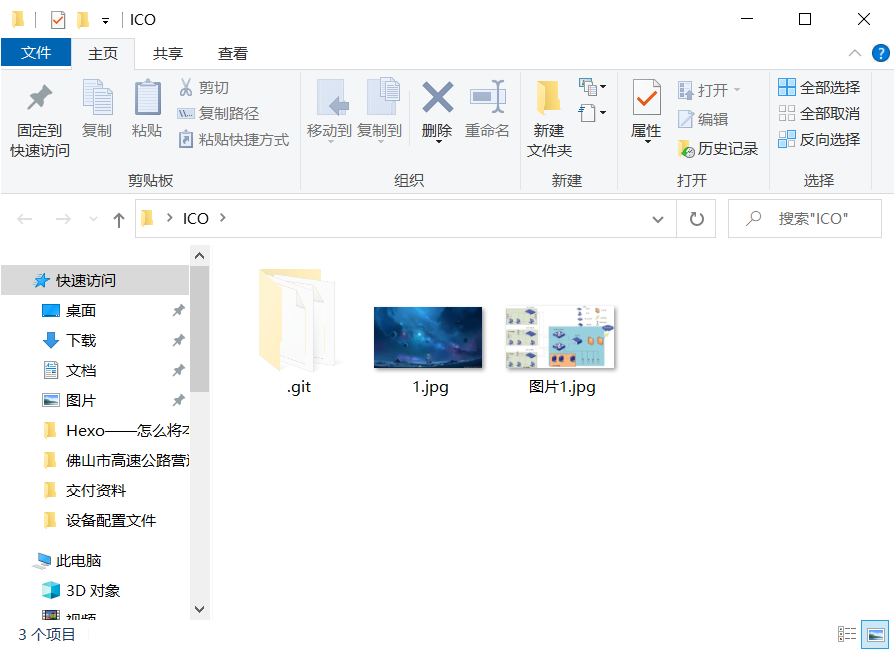 ICO
文件 主页 共享 查看
固定到
快速访问
复制
粘贴
剪切
复制路径
粘贴快捷方式
剪贴板
移动到 复制到
删除
重命名
组织
新建
文件夹
新建
属性
打开
编辑
历史记录
打开
全部选择
全部取消
反向选择
选择
ICO
搜索"ICO"
快速访问
桌面
下载
文档
图片
Hexo——怎么将
佛山市高速公路营
交付资料
设备配置文件
此电脑
3D 对象
视频
.git
1.jpg
图片1.jpg
3 个项目